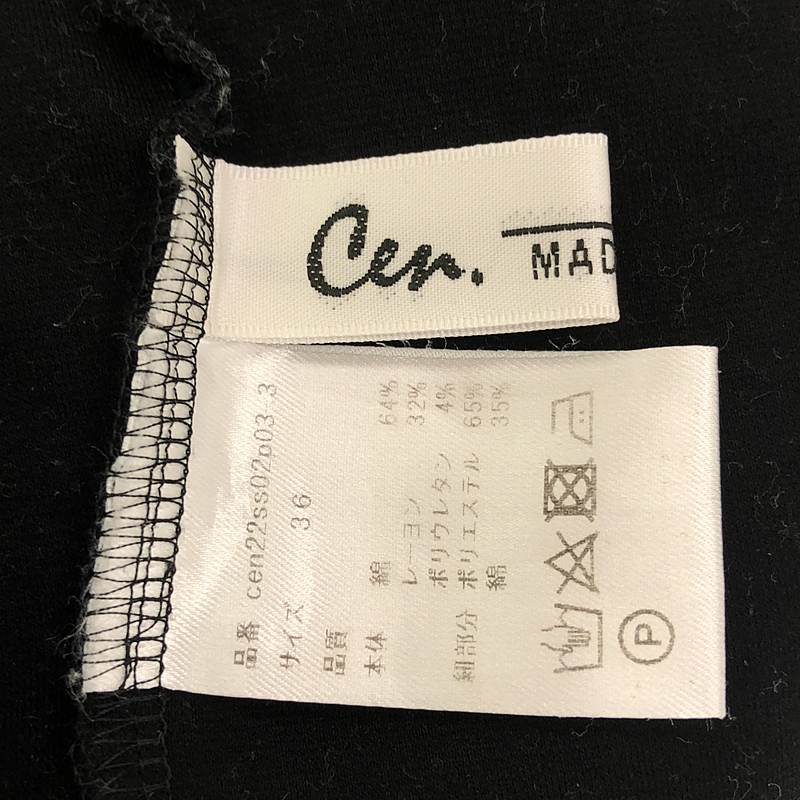 Cen.
MAD
品番 cen22ss02p03-3
サイズ 36
品質
本体 綿 64%
レーヨン 32%
ポリウレタン 4%
紐部分 ポリエステル 65%
綿 35%
P